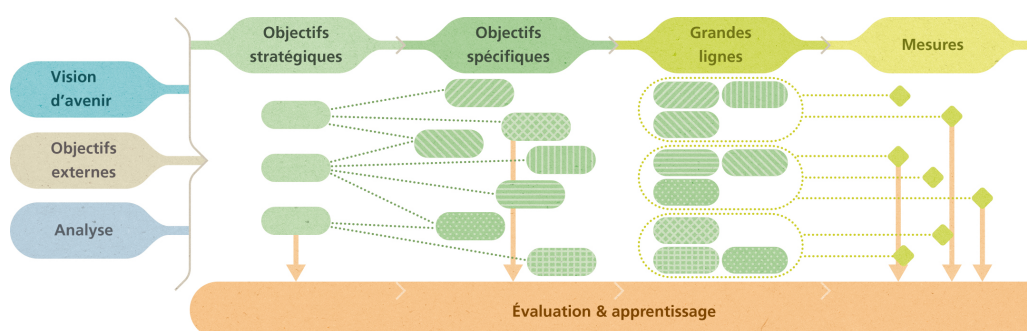 Objectifs
stratégiques
Objectifs
spécifiques
Grandes
lignes
Mesures
Vision
d’avenir
Objectifs
externes
Analyse
Évaluation & apprentissage